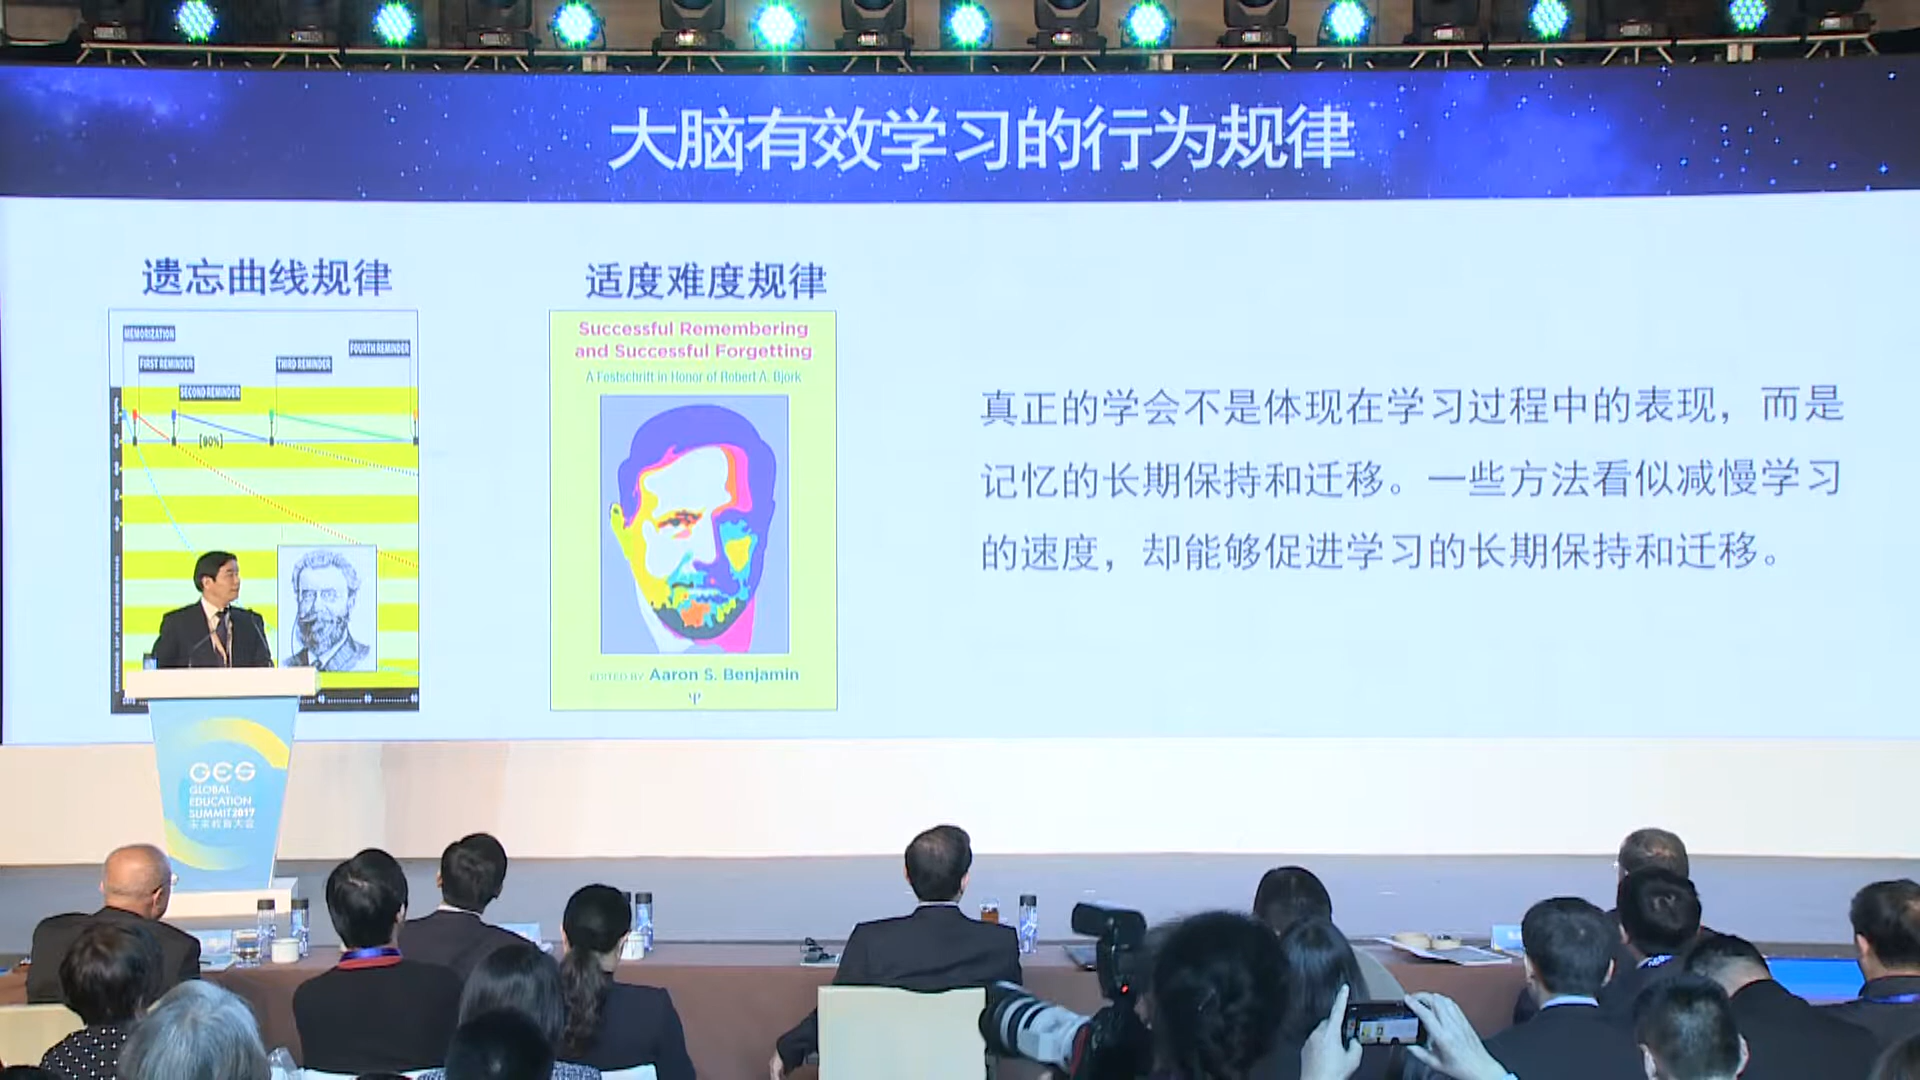 大脑有效学习的行为规律
遗忘曲线规律
MEMORIZATION
FIRST REMINDER
SECOND REMINDER
THIRD REMINDER
FOURTH REMINDER
[90%]
适度难度规律
Successful Remembering
and Successful Forgetting
A Festschrift in Honor of Robert A. Bjork
EDITED BY Aaron S. Benjamin
Ψ
真正的学会不是体现在学习过程中的表现，而是
记忆的长期保持和迁移。一些方法看似减慢学习
的速度，却能够促进学习的长期保持和迁移。
GES
GLOBAL
EDUCATION
SUMMIT2017
未来教育大会